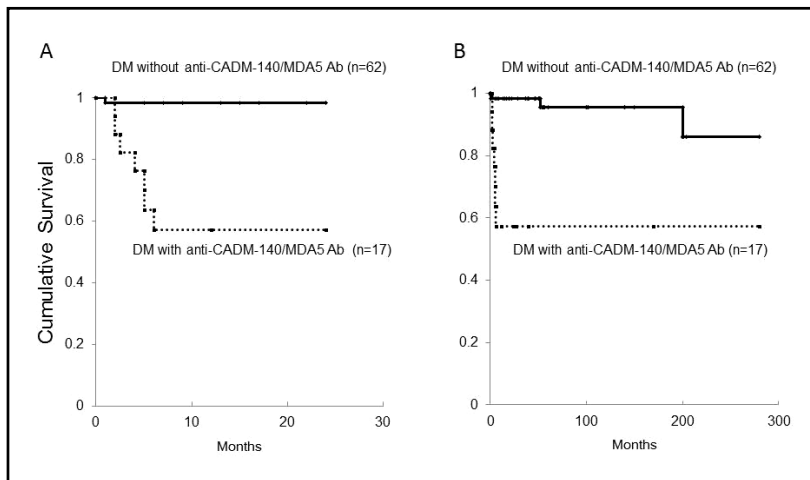 A
DM without anti-CADM-140/MDA5 Ab (n=62)
1
0.8
0.6
0.4
0.2
0
Cumulative Survival
DM with anti-CADM-140/MDA5 Ab (n=17)
0 10 20 30
Months
B
DM without anti-CADM-140/MDA5 Ab (n=62)
1
0.8
0.6
0.4
0.2
0
DM with anti-CADM-140/MDA5 Ab (n=17)
0 100 200 300
Months